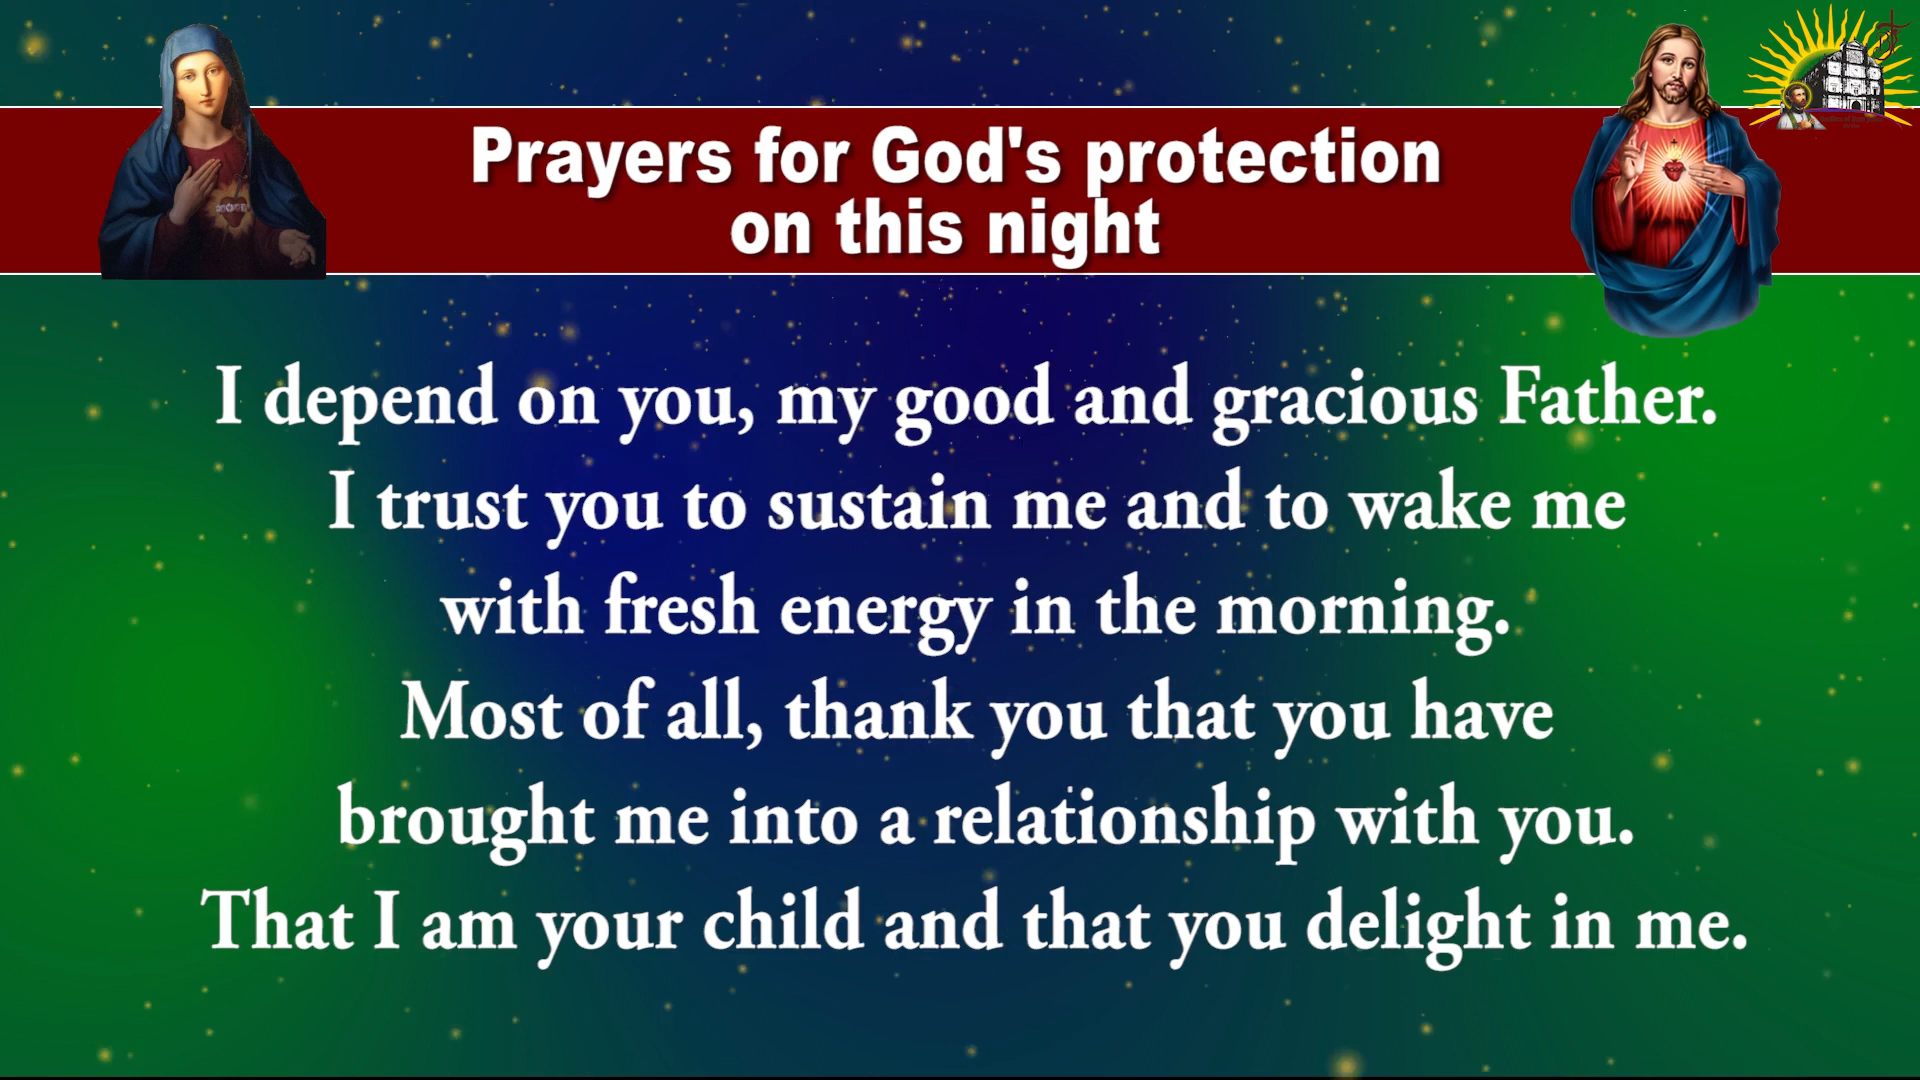 Prayers for God's protection
on this night
I depend on you, my good and gracious Father.
I trust you to sustain me and to wake me
with fresh energy in the morning.
Most of all, thank you that you have
brought me into a relationship with you.
That I am your child and that you delight in me.